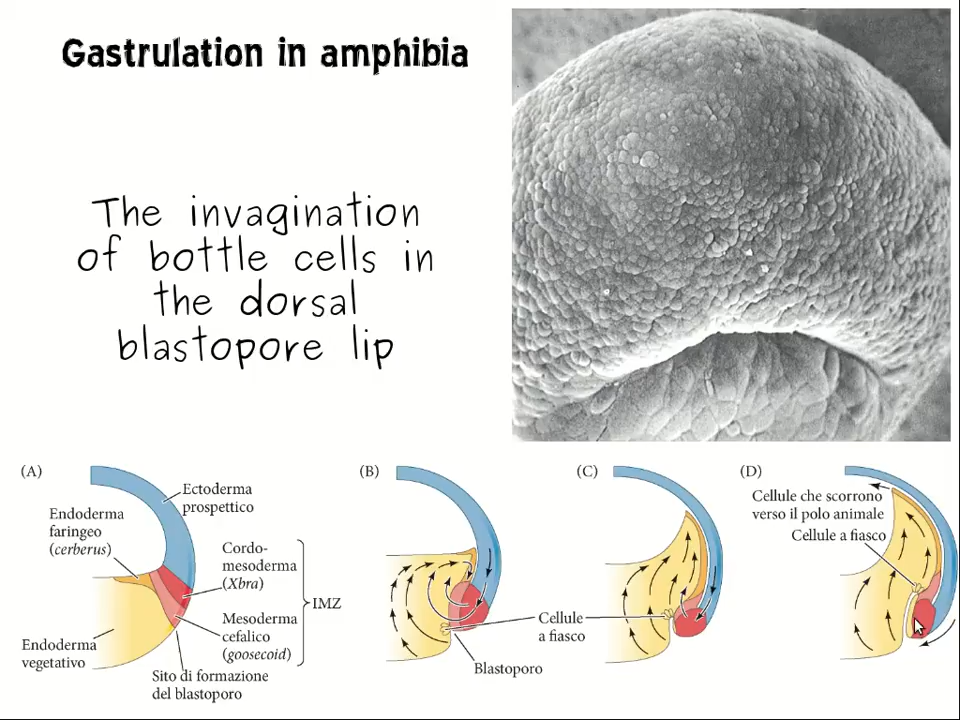 Gastrulation in amphibia
The invagination
of bottle cells in
the dorsal
blastopore lip
(A)
Ectoderma
prospettico
Endoderma
faringeo
(cerberus)
Cordo-
mesoderma
(Xbra)
IMZ
Mesoderma
cefalico
(goosecoid)
Endoderma
vegetativo
Sito di formazione
del blastoporo
(B)
Cellule
a fiasco
Blastoporo
(C)
(D)
Cellule che scorrono
verso il polo animale
Cellule a fiasco